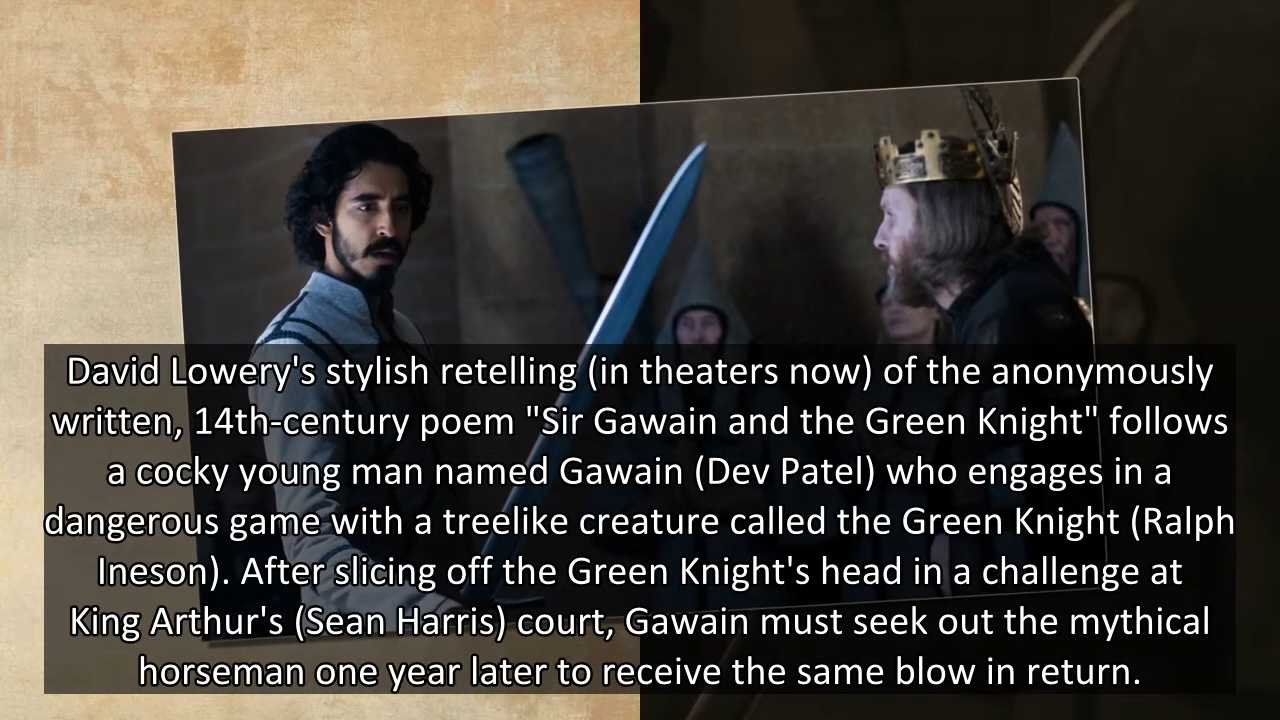 David Lowery's stylish retelling (in theaters now) of the anonymously
written, 14th-century poem "Sir Gawain and the Green Knight" follows
a cocky young man named Gawain (Dev Patel) who engages in a
dangerous game with a treelike creature called the Green Knight (Ralph
Ineson). After slicing off the Green Knight's head in a challenge at
King Arthur's (Sean Harris) court, Gawain must seek out the mythical
horseman one year later to receive the same blow in return.